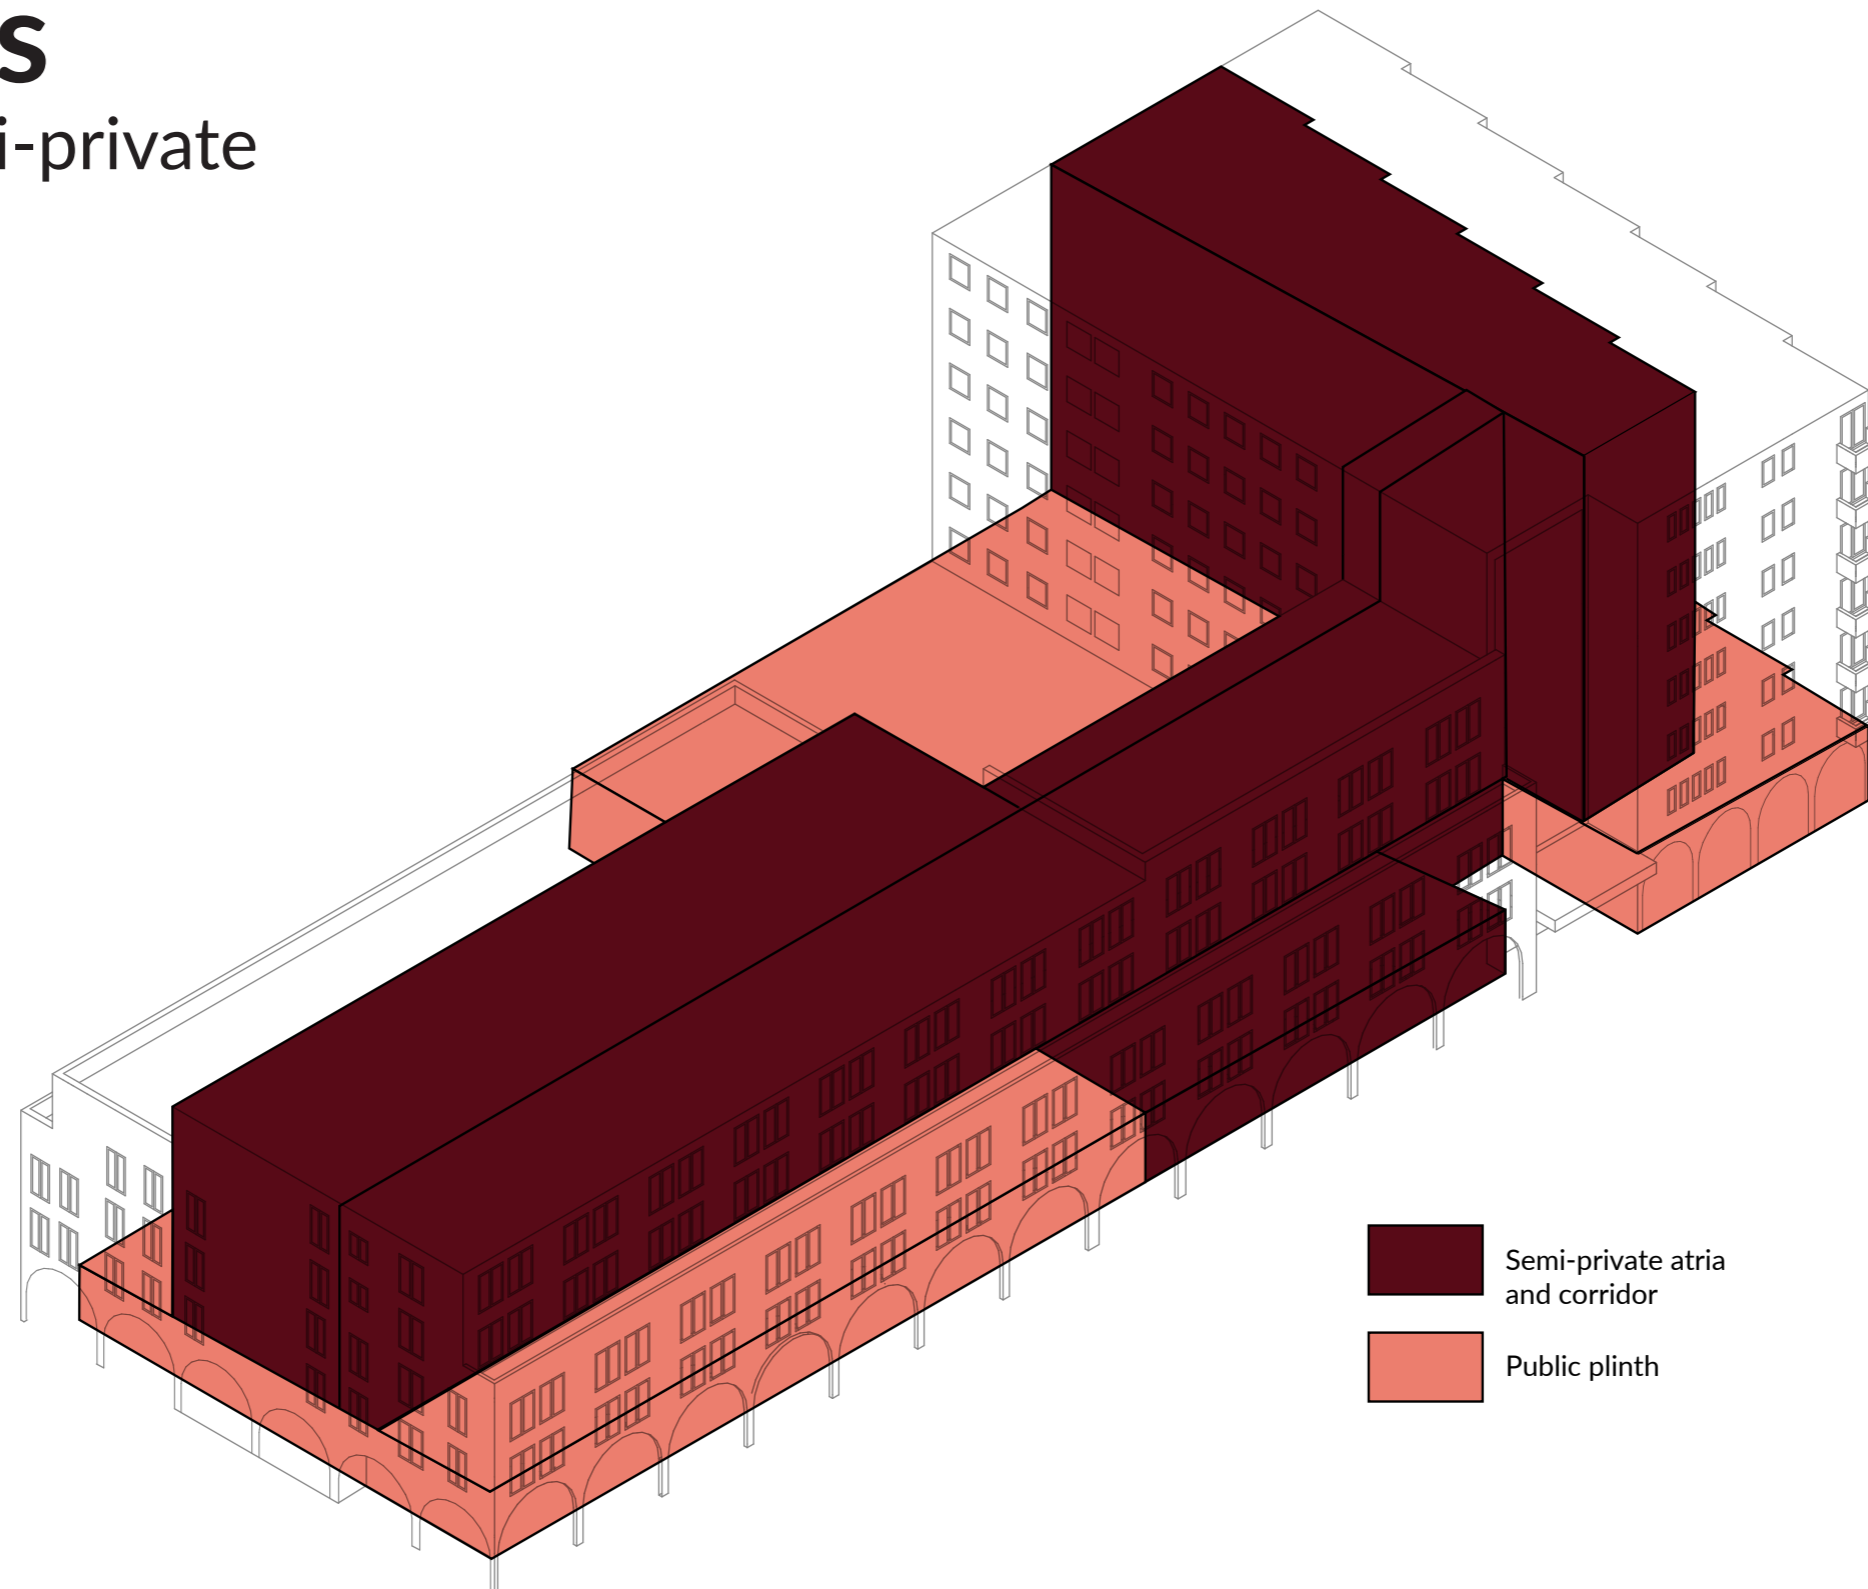 s
i-private
Semi-private atria
and corridor
Public plinth